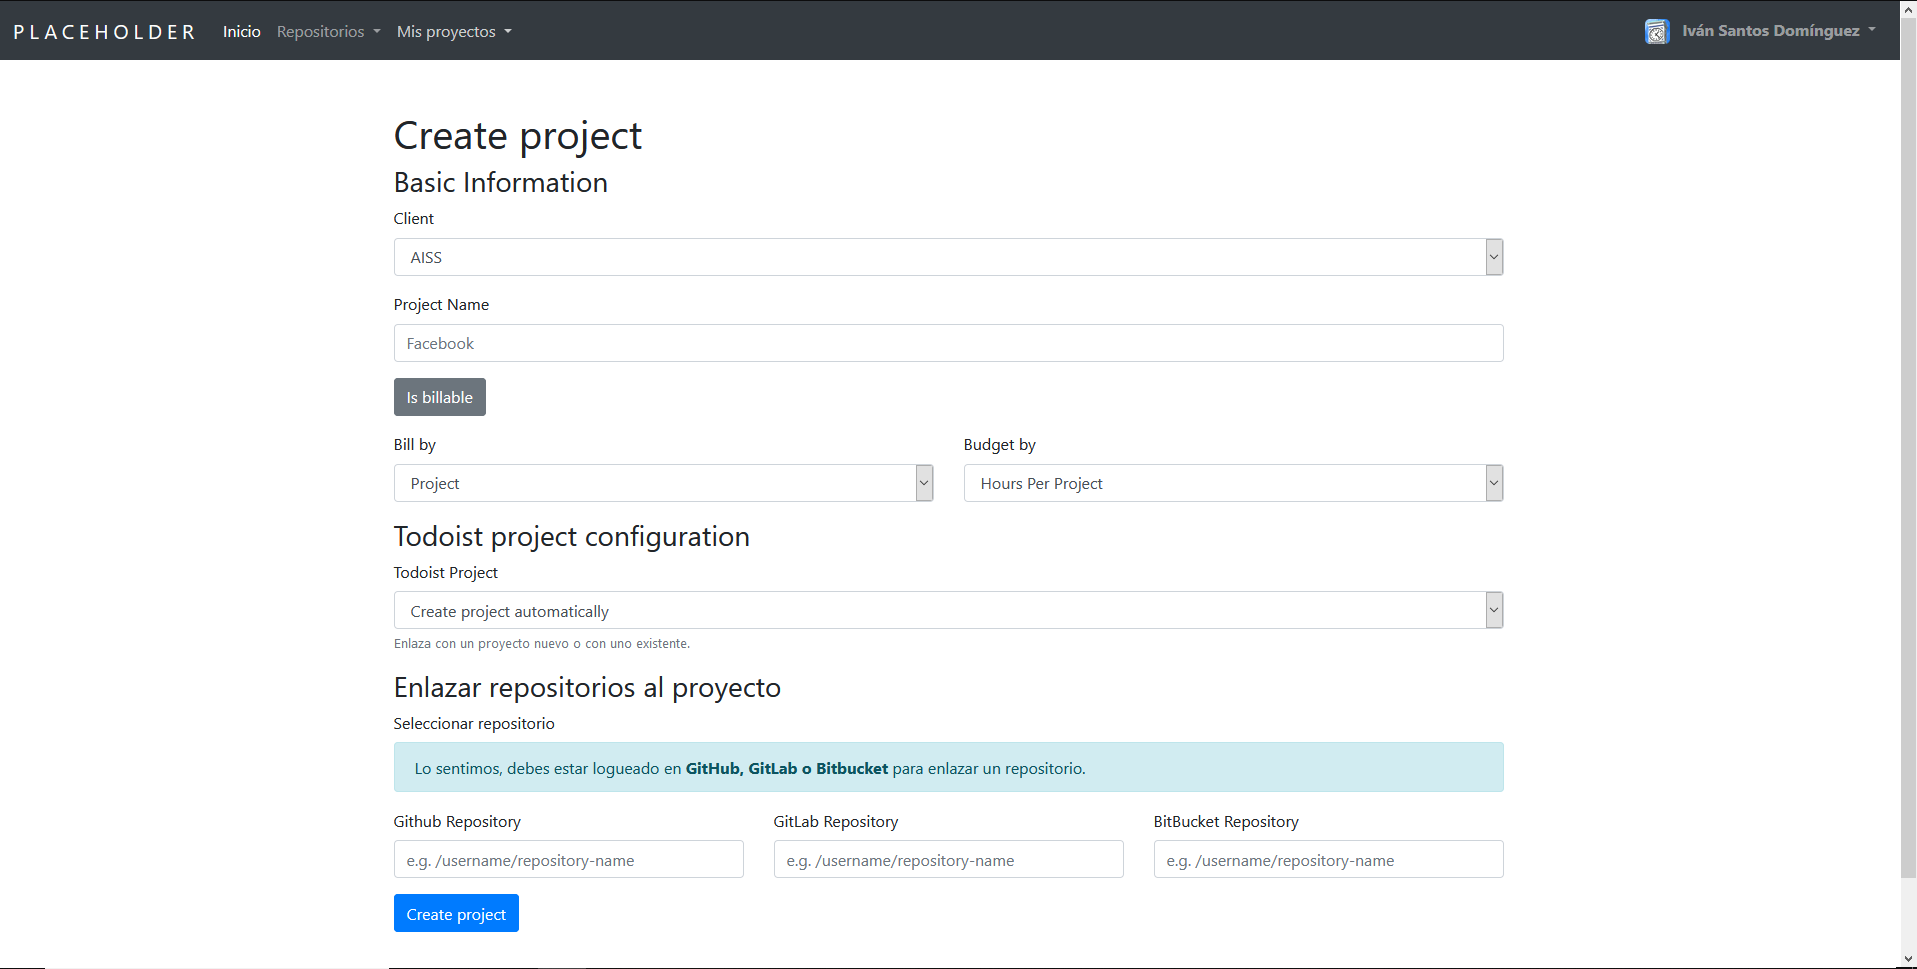 PLACEHOLDER Inicio Repositorios Mis proyectos Iván Santos Domínguez
Create project
Basic Information
Client
AISS
Project Name
Facebook
Is billable
Bill by Budget by
Project Hours Per Project
Todoist project configuration
Todoist Project
Create project automatically
Enlaza con un proyecto nuevo o con uno existente.
Enlazar repositorios al proyecto
Seleccionar repositorio
Lo sentimos, debes estar logueado en GitHub, GitLab o Bitbucket para enlazar un repositorio.
Github Repository GitLab Repository BitBucket Repository
e.g. /username/repository-name e.g. /username/repository-name e.g. /username/repository-name
Create project